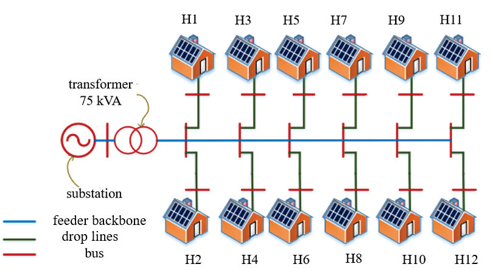 H1 H3 H5 H7 H9 H11
transformer
75 kVA
substation
feeder backbone
drop lines
bus
H2 H4 H6 H8 H10 H12